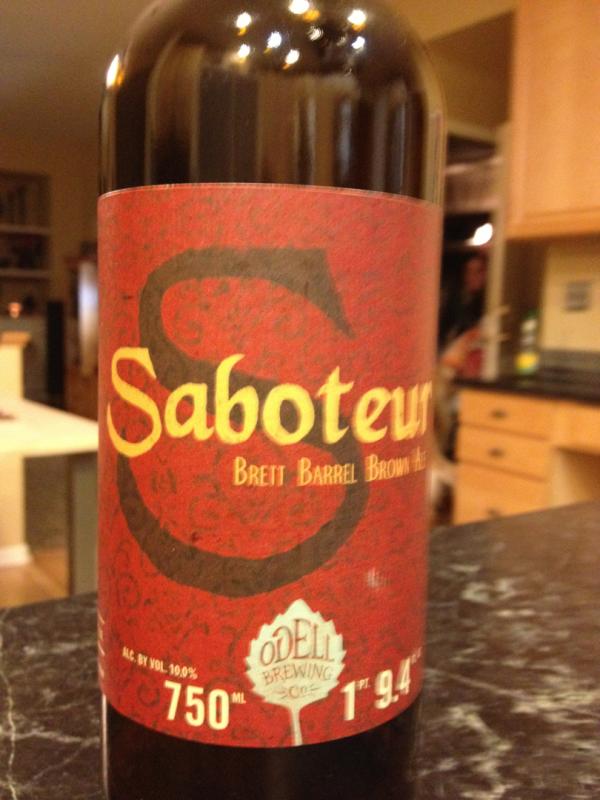 S
Saboteur
BRETT BARREL BROWN ALE
ODELL
BREWING
CO.
ALC. BY VOL. 10.0%
750 ML
1 PT. 9.4